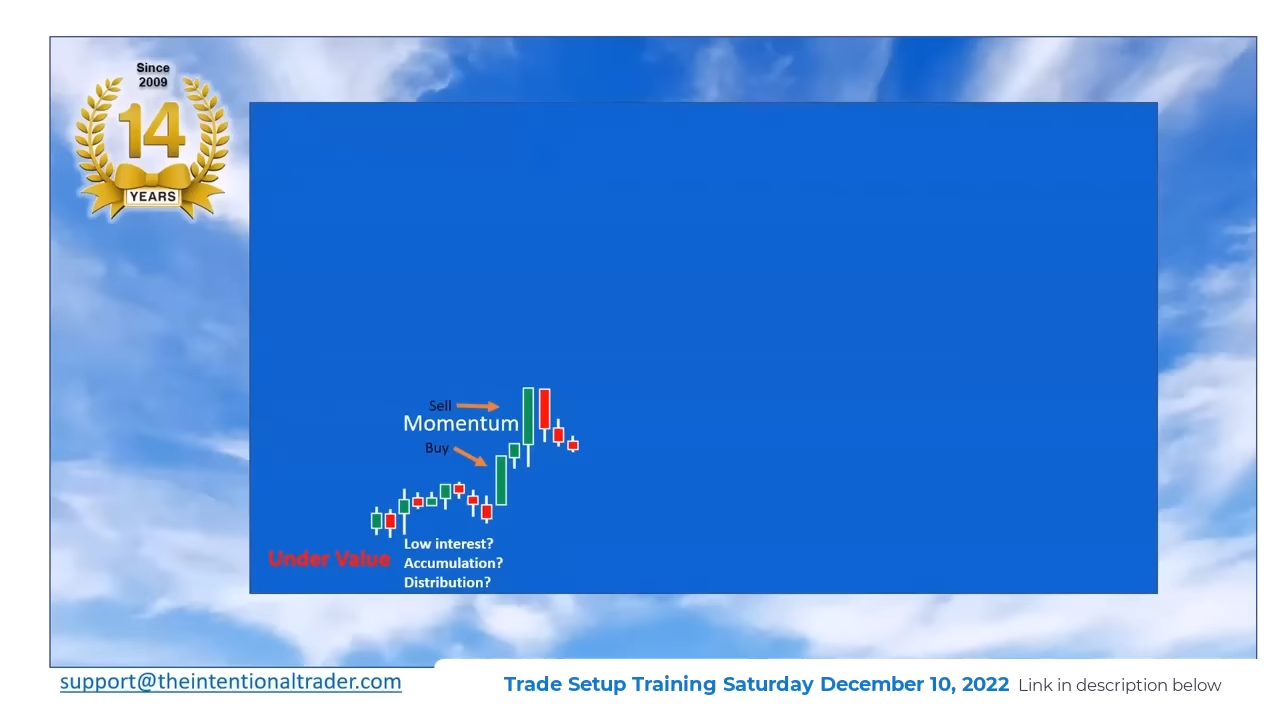 Since
2009
14
YEARS
Sell
Momentum
Buy
Under Value
Low interest?
Accumulation?
Distribution?
support@theintentionaltrader.com
Trade Setup Training Saturday December 10, 2022 Link in description below